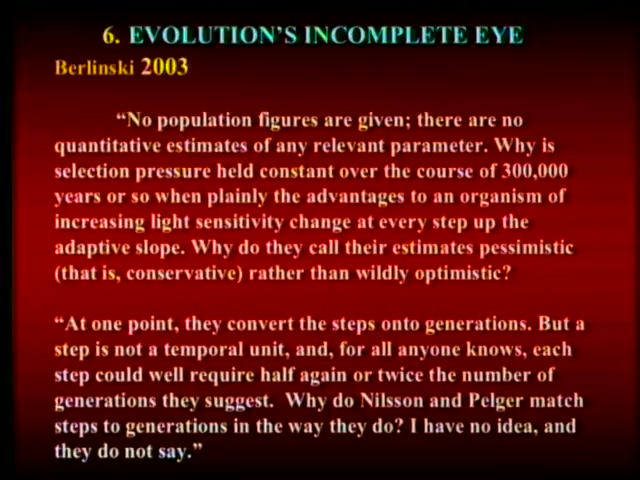 6. EVOLUTION'S INCOMPLETE EYE
Berlinski 2003
"No population figures are given; there are no
quantitative estimates of any relevant parameter. Why is
selection pressure held constant over the course of 300,000
years or so when plainly the advantages to an organism of
increasing light sensitivity change at every step up the
adaptive slope. Why do they call their estimates pessimistic
(that is, conservative) rather than wildly optimistic?
"At one point, they convert the steps onto generations. But a
step is not a temporal unit, and, for all anyone knows, each
step could well require half again or twice the number of
generations they suggest.  Why do Nilsson and Pelger match
steps to generations in the way they do? I have no idea, and
they do not say."